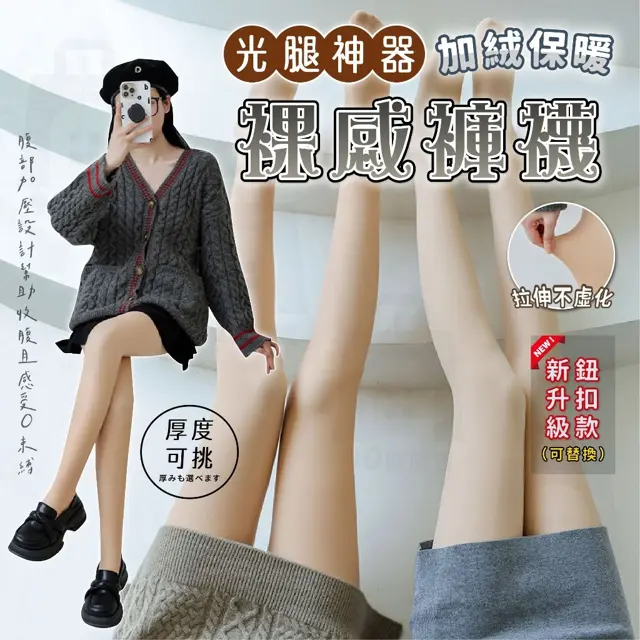 光腿神器 加絨保暖
裸感褲襪
腹部加壓設計幫助收腹且感受0束縛
拉伸不虛化
NEW!
新升級
鈕扣款
(可替換)
厚度
可挑
厚みも選べます